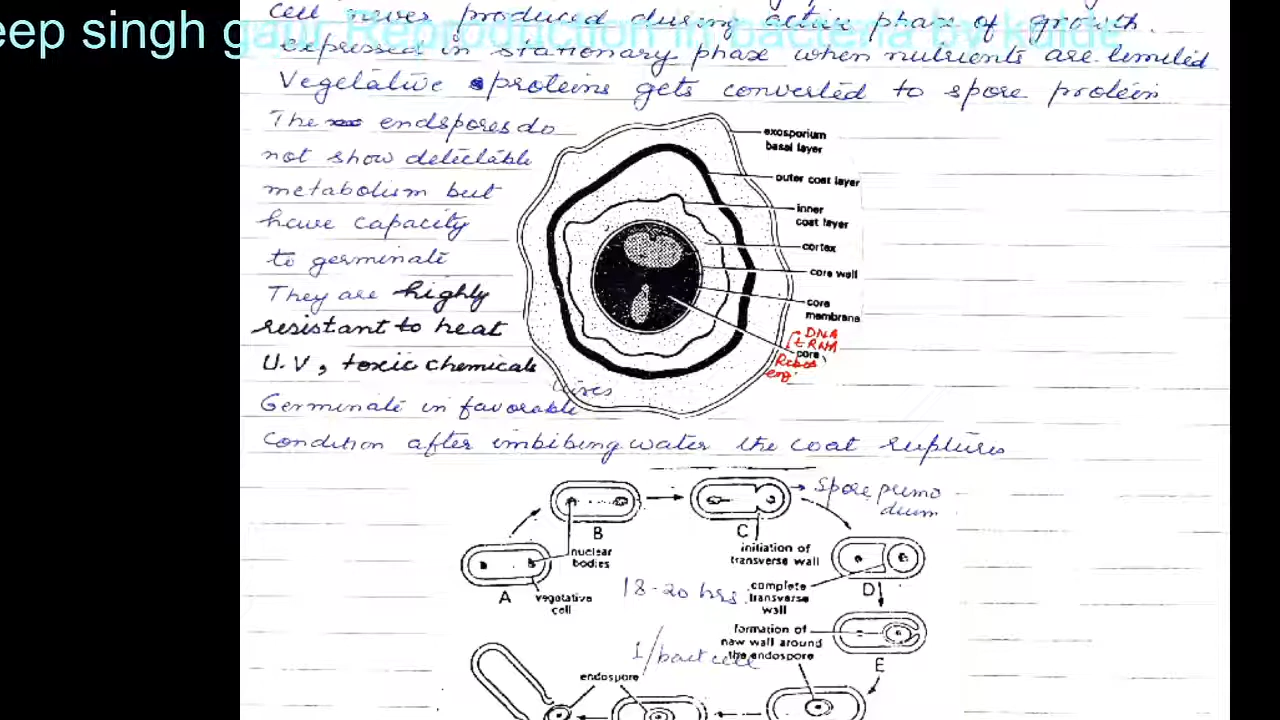 cell never produced during active phase of growth.
eep singh gaur Reproduction in bacteria by kuldee
expressed in stationary phase when nutrients are limited
Vegetative proteins gets converted to spore protein
The endspores do
not show detectable
metabolism but
have capacity
to germinate
They are highly
resistant to heat
U.V, toxic chemicals
Germinate in favorable
Condition after imbibing water the coat ruptures
exosporium
basal layer
outer coat layer
inner
coat layer
cortex
core wall
core
membrane
DNA
t RNA
core
Ribos
enz.
Spore primo
dium
B
C
nuclear
bodies
initiation of
transverse wall
A
vegetative
cell
18-20 hrs
complete
transverse
wall
D
formation of
new wall around
the endospore
1/bact cell
E
endospore